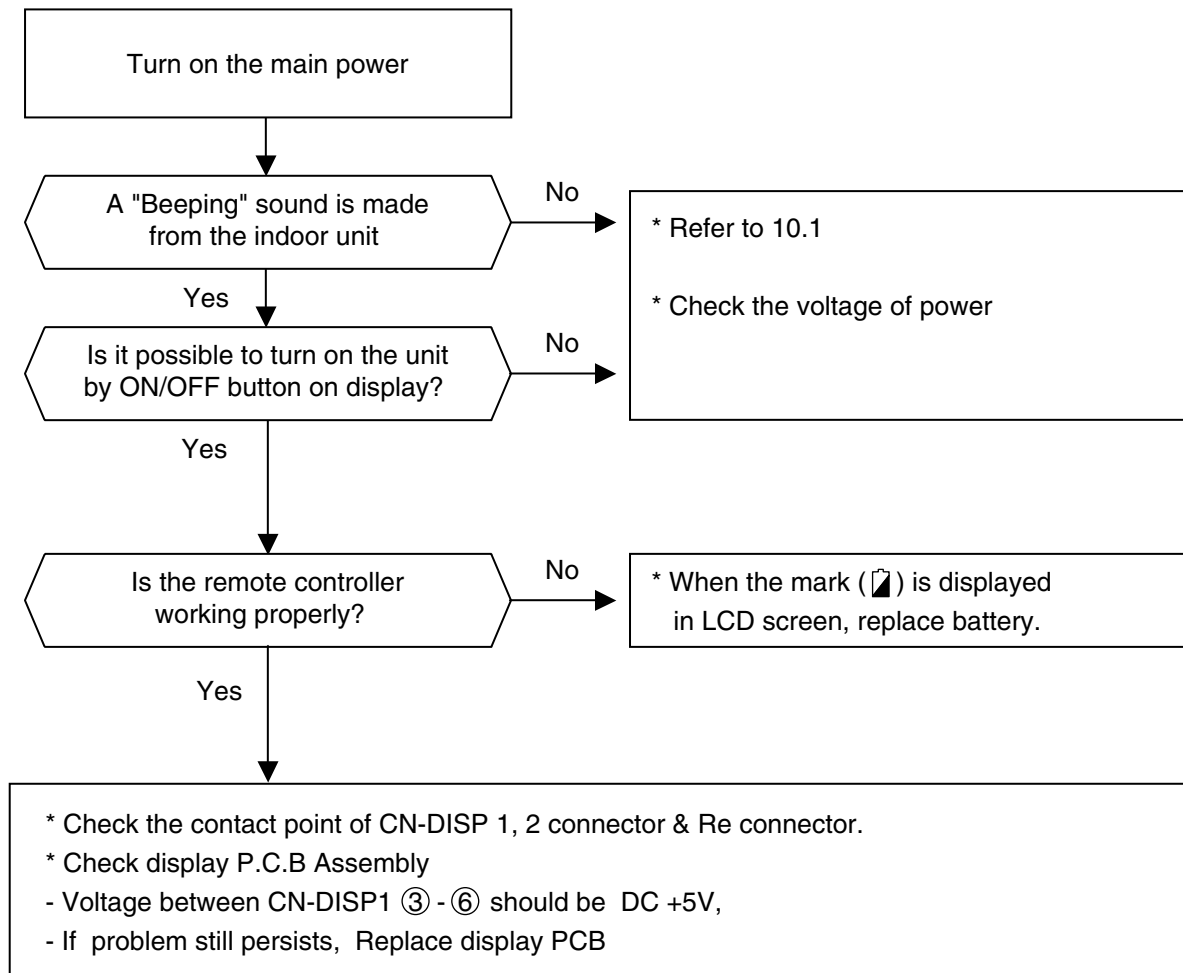 Turn on the main power
A "Beeping" sound is made
from the indoor unit
No
* Refer to 10.1
* Check the voltage of power
Yes
Is it possible to turn on the unit
by ON/OFF button on display?
No
Yes
Is the remote controller
working properly?
No
* When the mark ( ) is displayed
in LCD screen, replace battery.
Yes
* Check the contact point of CN-DISP 1, 2 connector & Re connector.
* Check display P.C.B Assembly
- Voltage between CN-DISP1 ③ - ⑥ should be DC +5V,
- If problem still persists, Replace display PCB